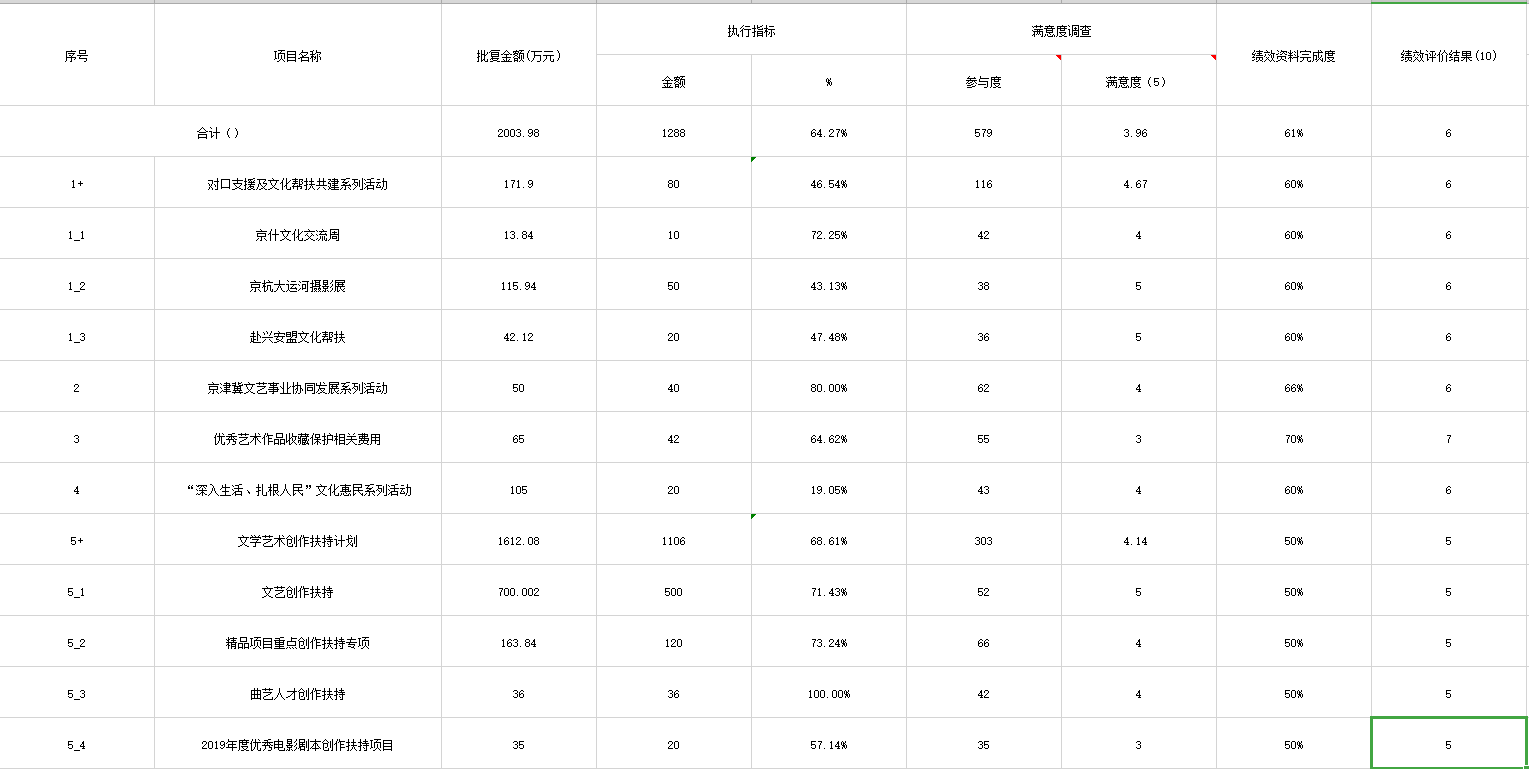 序号 项目名称 批复金额(万元) 执行指标 满意度调查 绩效资料完成度 绩效评价结果(10)
金额 % 参与度 满意度（5）
合计（） 2003.98 1288 64.27% 579 3.96 61% 6
1+ 对口支援及文化帮扶共建系列活动 171.9 80 46.54% 116 4.67 60% 6
1_1 京什文化交流周 13.84 10 72.25% 42 4 60% 6
1_2 京杭大运河摄影展 115.94 50 43.13% 38 5 60% 6
1_3 赴兴安盟文化帮扶 42.12 20 47.48% 36 5 60% 6
2 京津冀文艺事业协同发展系列活动 50 40 80.00% 62 4 66% 6
3 优秀艺术作品收藏保护相关费用 65 42 64.62% 55 3 70% 7
4 “深入生活、扎根人民”文化惠民系列活动 105 20 19.05% 43 4 60% 6
5+ 文学艺术创作扶持计划 1612.08 1106 68.61% 303 4.14 50% 5
5_1 文艺创作扶持 700.002 500 71.43% 52 5 50% 5
5_2 精品项目重点创作扶持专项 163.84 120 73.24% 66 4 50% 5
5_3 曲艺人才创作扶持 36 36 100.00% 42 4 50% 5
5_4 2019年度优秀电影剧本创作扶持项目 35 20 57.14% 35 3 50% 5